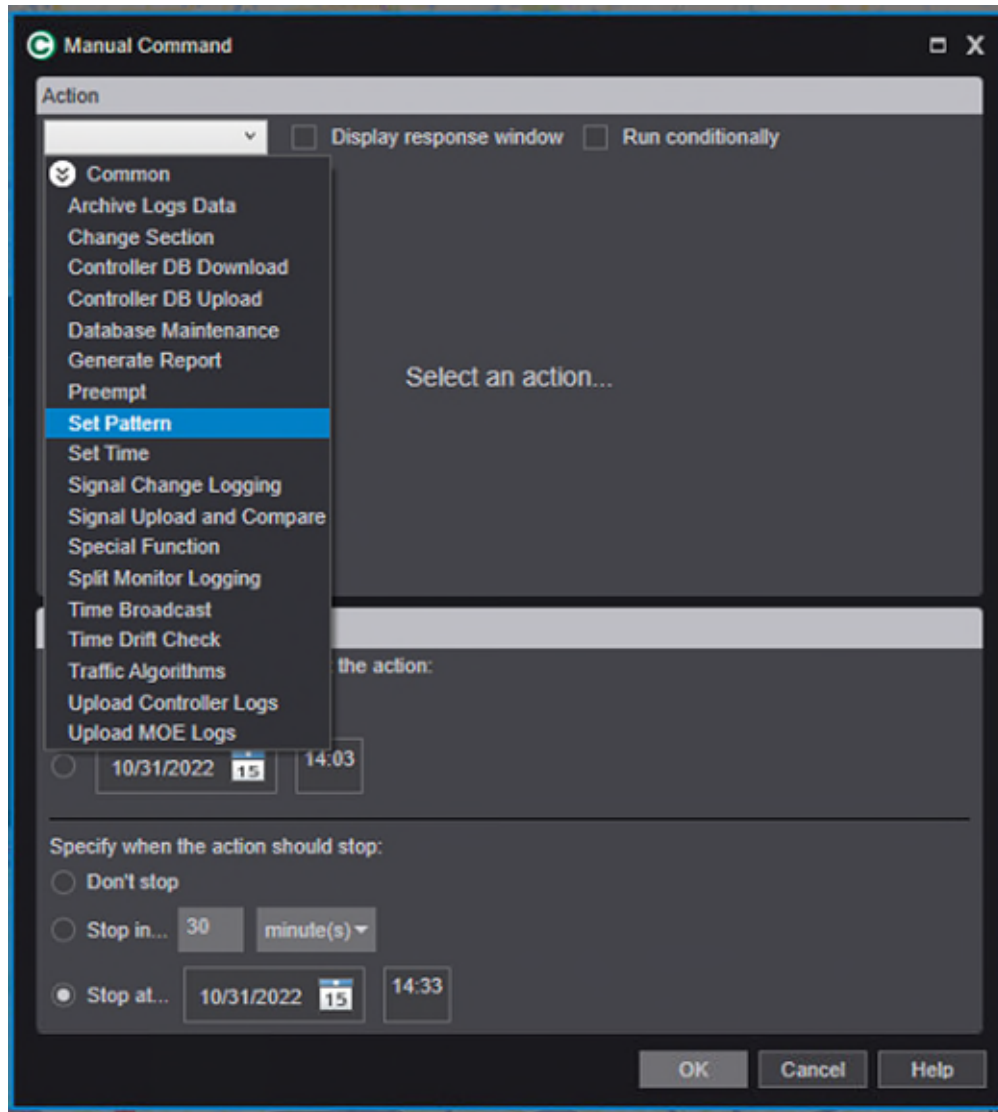 Manual Command
Action
Display response window Run conditionally
Common
Archive Logs Data
Change Section
Controller DB Download
Controller DB Upload
Database Maintenance
Generate Report
Preempt
Select an action...
Set Pattern
Set Time
Signal Change Logging
Signal Upload and Compare
Special Function
Split Monitor Logging
Time Broadcast
Time Drift Check
Traffic Algorithms
the action:
Upload Controller Logs
Upload MOE Logs
10/31/2022 15 14:03
Specify when the action should stop:
Don't stop
Stop in... 30 minute(s)
Stop at... 10/31/2022 15 14:33
OK Cancel Help